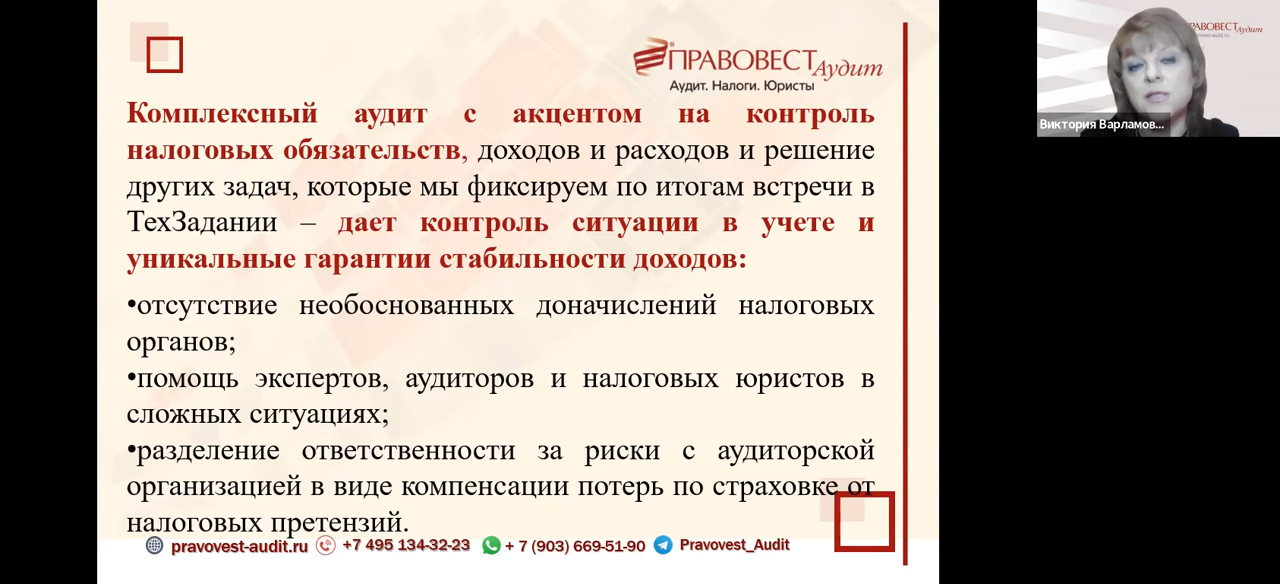 ПРАВОВЕСТ Аудит
Аудит. Налоги. Юристы
Комплексный аудит с акцентом на контроль
налоговых обязательств, доходов и расходов и решение
других задач, которые мы фиксируем по итогам встречи в
ТехЗадании – дает контроль ситуации в учете и
уникальные гарантии стабильности доходов:
•отсутствие необоснованных доначислений налоговых
органов;
•помощь экспертов, аудиторов и налоговых юристов в
сложных ситуациях;
•разделение ответственности за риски с аудиторской
организацией в виде компенсации потерь по страховке от
налоговых претензий.
pravovest-audit.ru +7 495 134-32-23 + 7 (903) 669-51-90 Pravovest_Audit
Виктория Варламов...